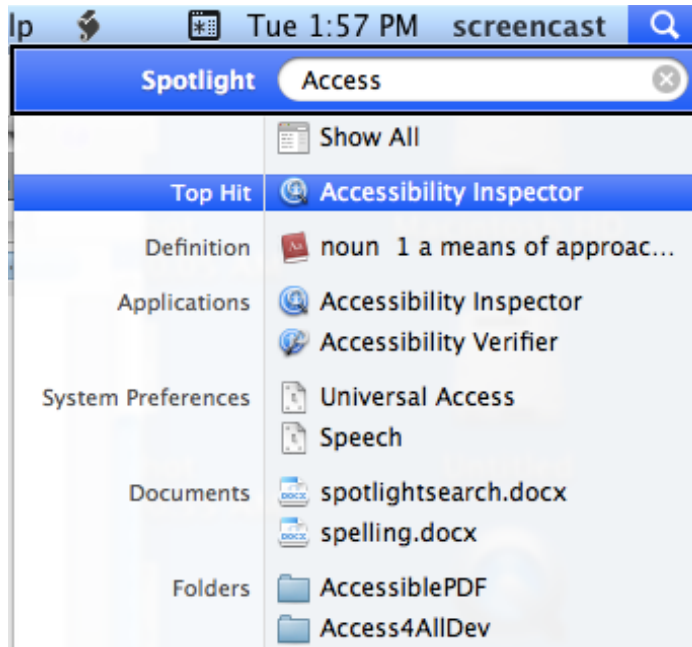 lp Tue 1:57 PM screencast
Spotlight Access
Show All
Top Hit Accessibility Inspector
Definition noun 1 a means of approac...
Applications Accessibility Inspector
Accessibility Verifier
System Preferences Universal Access
Speech
Documents spotlightsearch.docx
spelling.docx
Folders AccessiblePDF
Access4AllDev